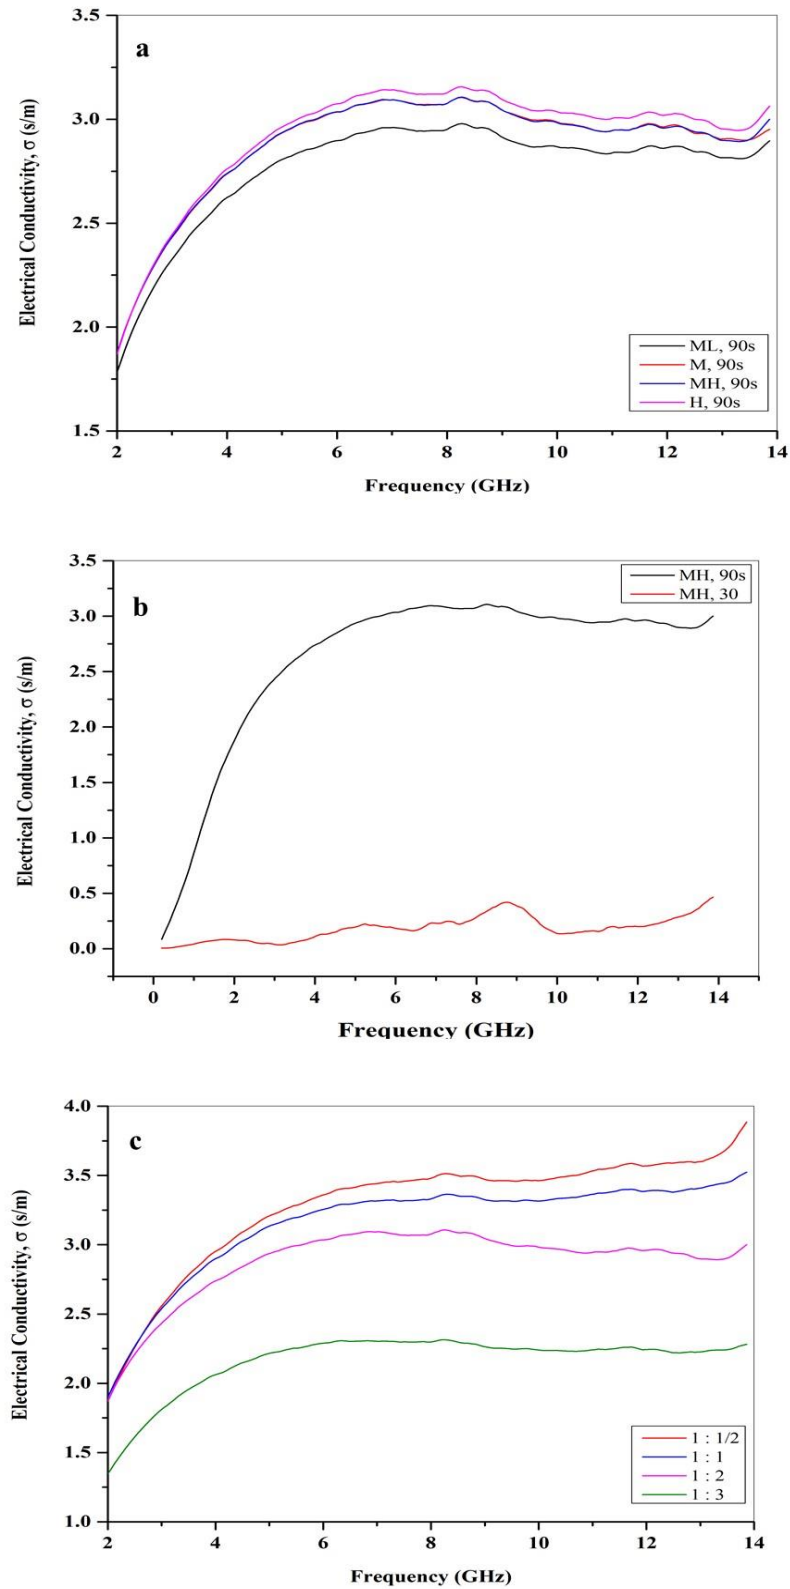 a
3.5
3.0
2.5
2.0
1.5
Electrical Conductivity, σ (s/m)
ML, 90s
M, 90s
MH, 90s
H, 90s
2 4 6 8 10 12 14
Frequency (GHz)
b
3.5
3.0
2.5
2.0
1.5
1.0
0.5
0.0
Electrical Conductivity, σ (s/m)
MH, 90s
MH, 30
0 2 4 6 8 10 12 14
Frequency (GHz)
c
4.0
3.5
3.0
2.5
2.0
1.5
1.0
Electrical Conductivity, σ (s/m)
1 : 1/2
1 : 1
1 : 2
1 : 3
2 4 6 8 10 12 14
Frequency (GHz)